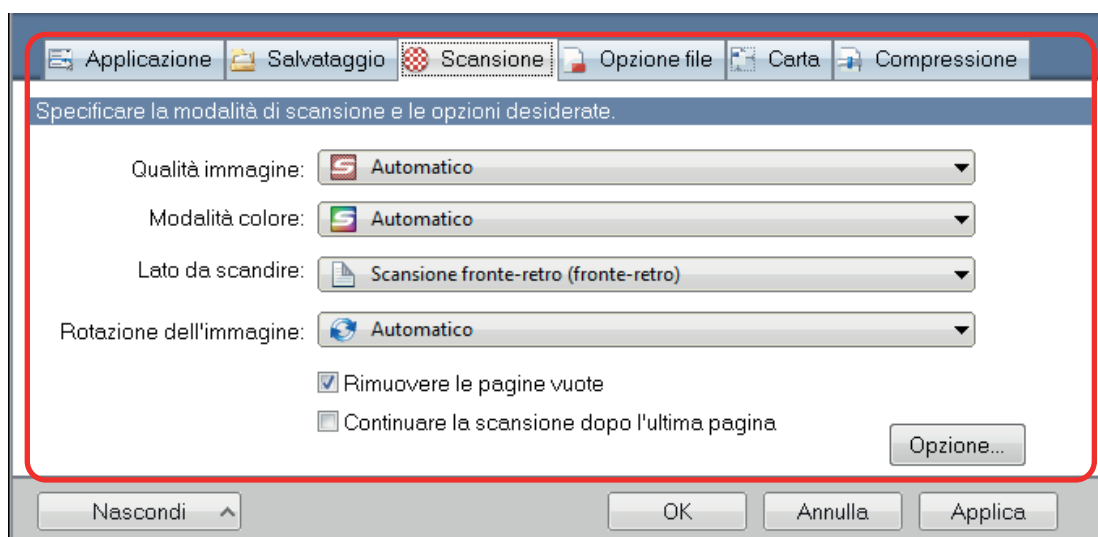 Applicazione Salvataggio Scansione Opzione file Carta Compressione
Specificare la modalità di scansione e le opzioni desiderate.
Qualità immagine: Automatico
Modalità colore: Automatico
Lato da scandire: Scansione fronte-retro (fronte-retro)
Rotazione dell'immagine: Automatico
Rimuovere le pagine vuote
Continuare la scansione dopo l'ultima pagina
Opzione...
Nascondi OK Annulla Applica